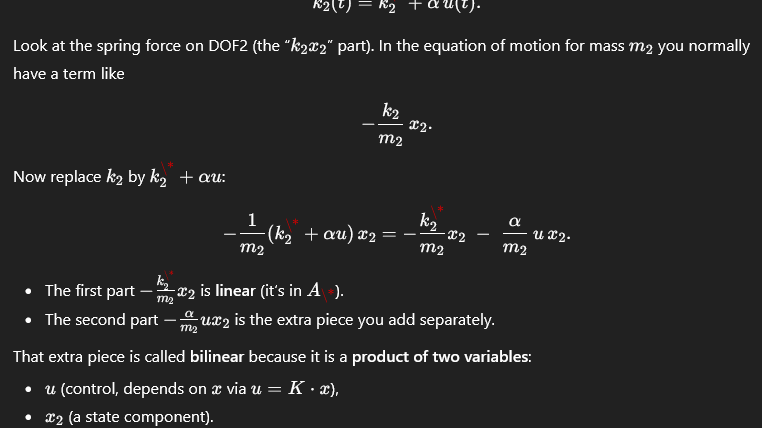 k₂(t) = k₂ + α u(t).
Look at the spring force on DOF2 (the “k₂x₂” part). In the equation of motion for mass m₂ you normally
have a term like
− k₂/m₂ x₂.
Now replace k₂ by k₂^\* + αu:
− 1/m₂ (k₂^\* + αu) x₂ = − k₂^\*/m₂ x₂ − α/m₂ u x₂.
• The first part − k₂^\*/m₂ x₂ is linear (it’s in A_\*).
• The second part − α/m₂ ux₂ is the extra piece you add separately.
That extra piece is called bilinear because it is a product of two variables:
• u (control, depends on x via u = K · x),
• x₂ (a state component).